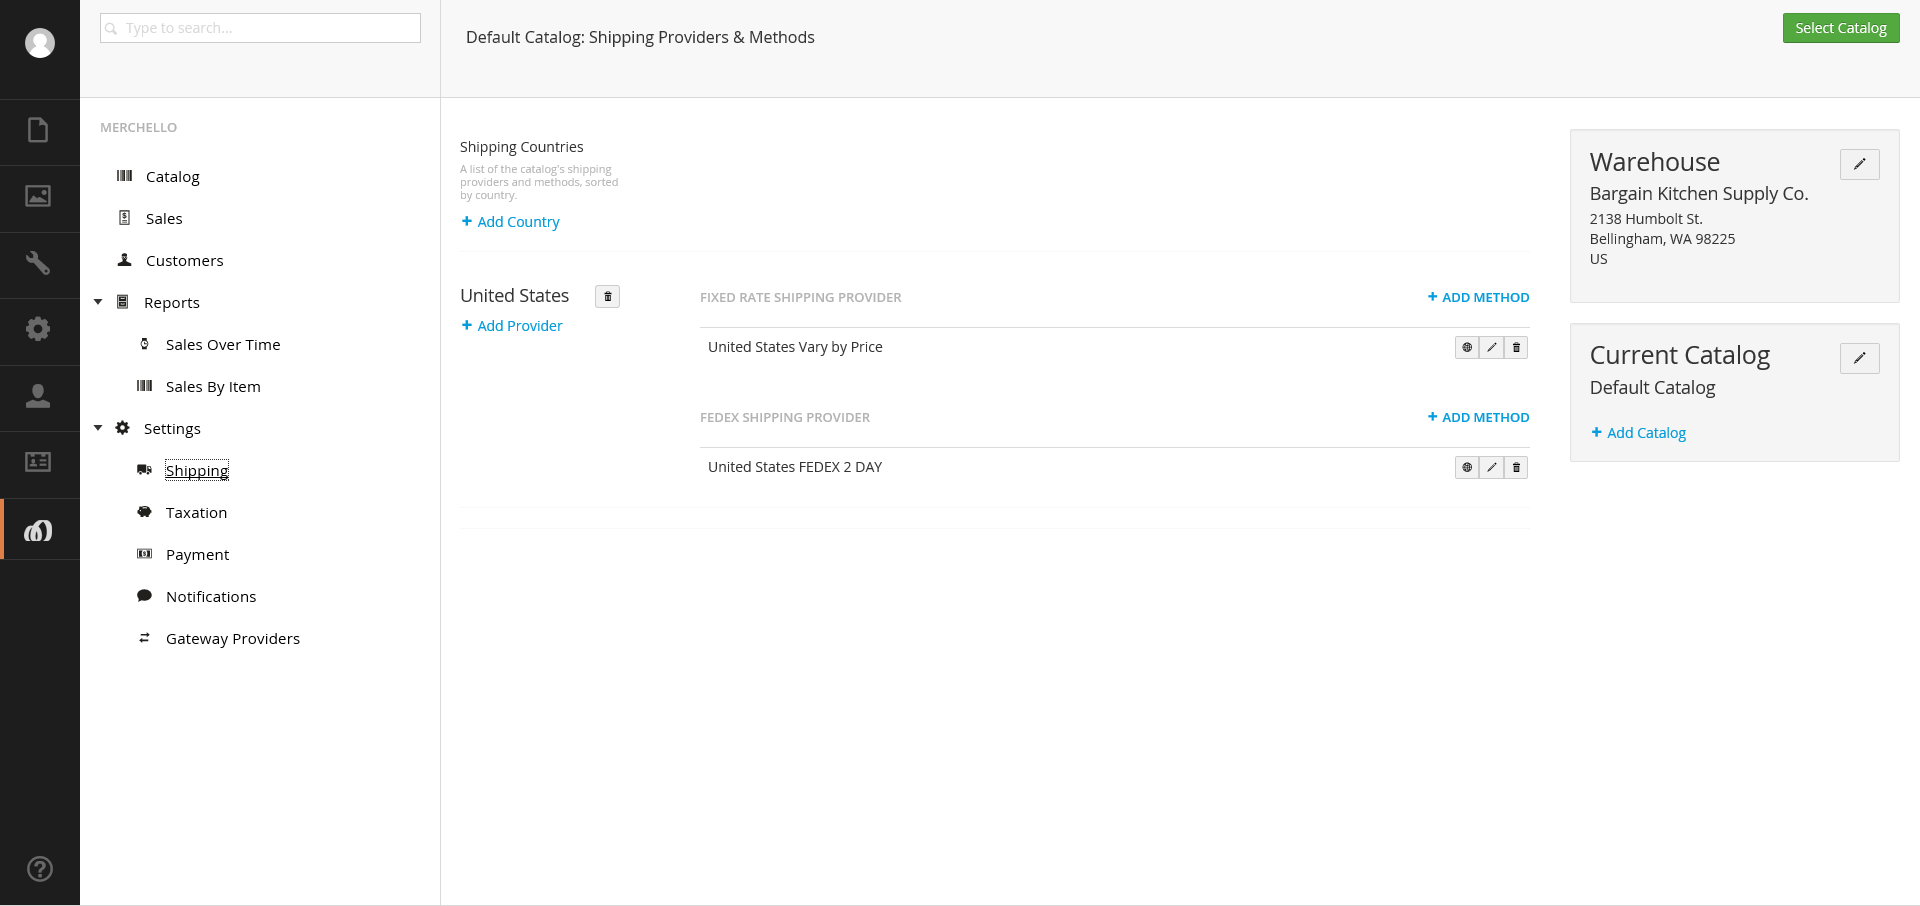 Type to search...
Default Catalog: Shipping Providers & Methods
Select Catalog
MERCHELLO
Catalog
Sales
Customers
Reports
Sales Over Time
Sales By Item
Settings
Shipping
Taxation
Payment
Notifications
Gateway Providers
Shipping Countries
A list of the catalog's shipping
providers and methods, sorted
by country.
+ Add Country
United States
+ Add Provider
FIXED RATE SHIPPING PROVIDER
+ ADD METHOD
United States Vary by Price
FEDEX SHIPPING PROVIDER
+ ADD METHOD
United States FEDEX 2 DAY
Warehouse
Bargain Kitchen Supply Co.
2138 Humbolt St.
Bellingham, WA 98225
US
Current Catalog
Default Catalog
+ Add Catalog